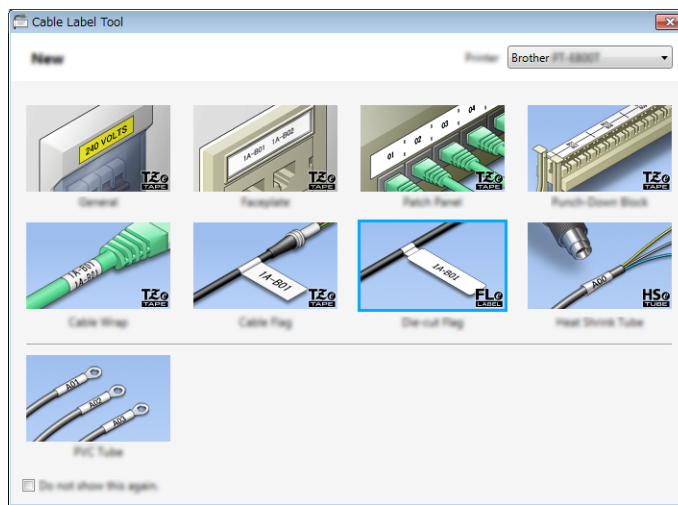 Cable Label Tool
New
Printer
Brother PT-E800T
240 VOLTS
TZe
TAPE
1A-B01 1A-B02
TZe
TAPE
01 02 03 04
TZe
TAPE
TZe
TAPE
General
Faceplate
Patch Panel
Punch-Down Block
1A-B01
1A-B01
TZe
TAPE
1A-B01
TZe
TAPE
1A-B01
FLe
LABEL
A00
HSe
TUBE
Cable Wrap
Cable Flag
Die-cut Flag
Heat Shrink Tube
A01
A02
A03
PVC Tube
Do not show this again.